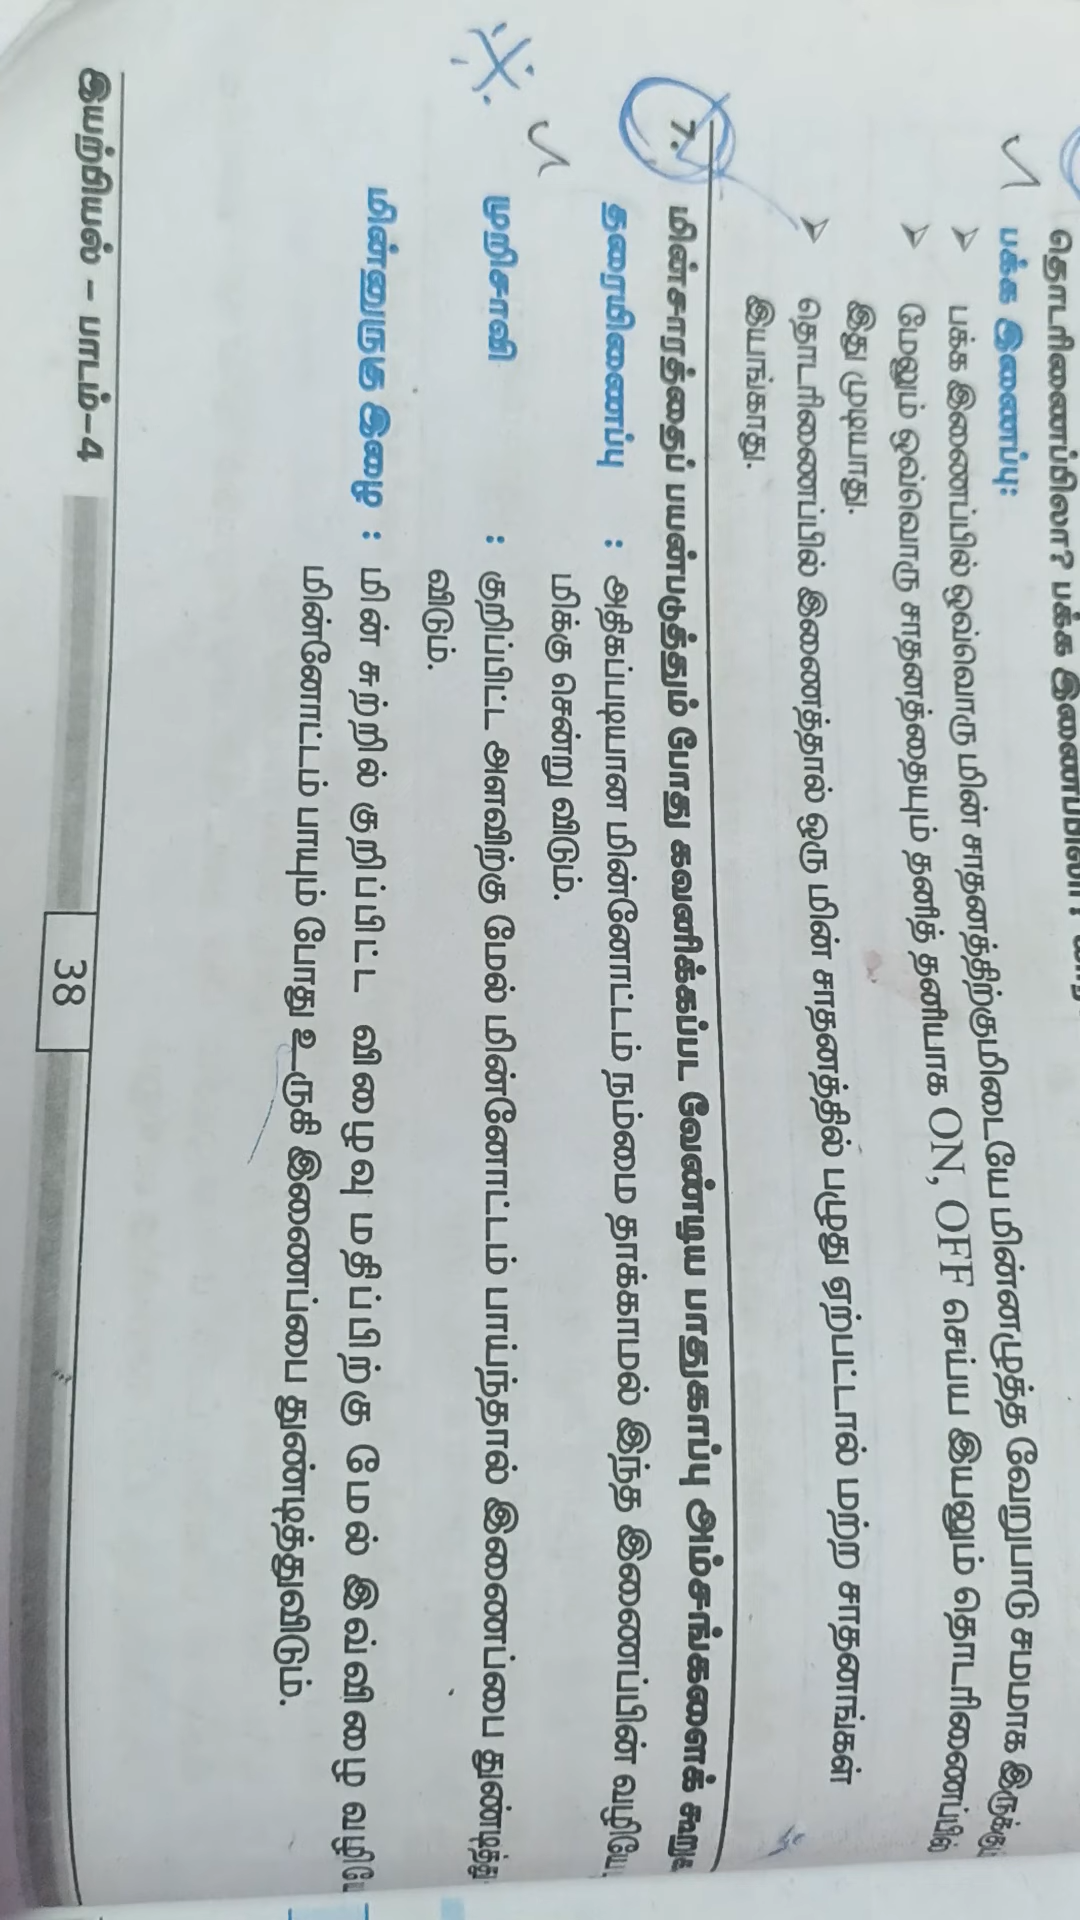 தொடரிணைப்பிலா? பக்க இணைப்பிலா?
பக்க இணைப்பு:
➤ பக்க இணைப்பில் ஒவ்வொரு மின் சாதனத்திற்குமிடையே மின்னழுத்த வேறுபாடு சமமாக இருக்கும்
➤ மேலும் ஒவ்வொரு சாதனத்தையும் தனித் தனியாக ON, OFF செய்ய இயலும் தொடரிணைப்பில்
இது முடியாது.
➤ தொடரிணைப்பில் இணைத்தால் ஒரு மின் சாதனத்தில் பழுது ஏற்பட்டால் மற்ற சாதனங்கள்
இயங்காது.
7. மின்சாரத்தைப் பயன்படுத்தும் போது கவனிக்கப்பட வேண்டிய பாதுகாப்பு அம்சங்களைக் கூறுக
தரையிணைப்பு : அதிகப்படியான மின்னோட்டம் நம்மை தாக்காமல் இந்த இணைப்பின் வழியே
மிக்கு சென்று விடும்.
முறிசாவி : குறிப்பிட்ட அளவிற்கு மேல் மின்னோட்டம் பாய்ந்தால் இணைப்பை துண்டித்து
விடும்.
மின்னுருகு இழை : மின் சுற்றில் குறிப்பிட்ட விழைவு மதிப்பிற்கு மேல் இவ்விழை வழியே
மின்னோட்டம் பாயும் போது உருகி இணைப்பை துண்டித்துவிடும்.
இயற்பியல் - பாடம்-4
38